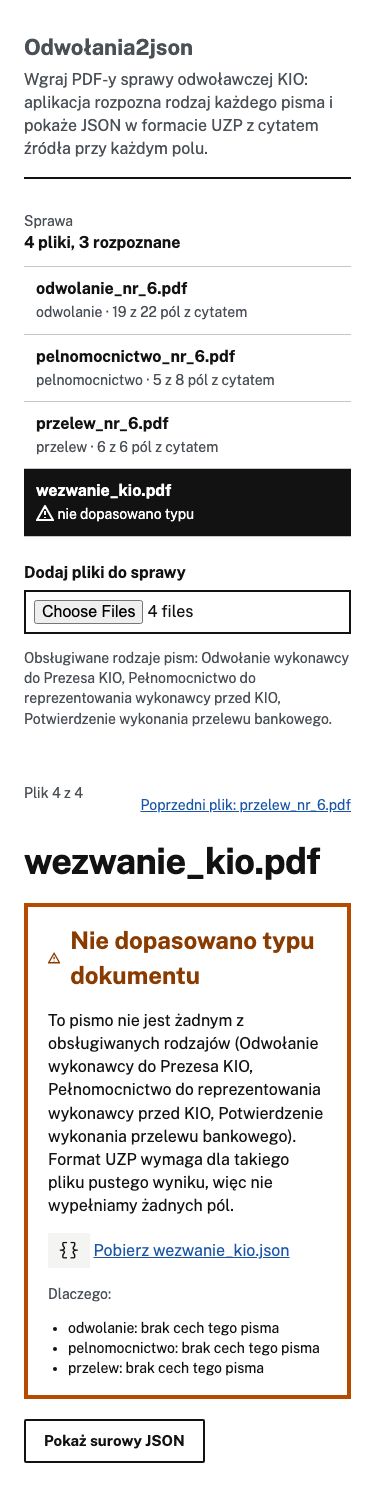 Odwołania2json
Wgraj PDF-y sprawy odwoławczej KIO:
aplikacja rozpozna rodzaj każdego pisma i
pokaże JSON w formacie UZP z cytatem
źródła przy każdym polu.
Sprawa
4 pliki, 3 rozpoznane
odwolanie_nr_6.pdf
odwolanie · 19 z 22 pól z cytatem
pelnomocnictwo_nr_6.pdf
pelnomocnictwo · 5 z 8 pól z cytatem
przelew_nr_6.pdf
przelew · 6 z 6 pól z cytatem
wezwanie_kio.pdf
nie dopasowano typu
Dodaj pliki do sprawy
Choose Files 4 files
Obsługiwane rodzaje pism: Odwołanie wykonawcy
do Prezesa KIO, Pełnomocnictwo do
reprezentowania wykonawcy przed KIO,
Potwierdzenie wykonania przelewu bankowego.
Plik 4 z 4
Poprzedni plik: przelew_nr_6.pdf
wezwanie_kio.pdf
Nie dopasowano typu
dokumentu
To pismo nie jest żadnym z
obsługiwanych rodzajów (Odwołanie
wykonawcy do Prezesa KIO,
Pełnomocnictwo do reprezentowania
wykonawcy przed KIO, Potwierdzenie
wykonania przelewu bankowego).
Format UZP wymaga dla takiego
pliku pustego wyniku, więc nie
wypełniamy żadnych pól.
{} Pobierz wezwanie_kio.json
Dlaczego:
• odwolanie: brak cech tego pisma
• pelnomocnictwo: brak cech tego pisma
• przelew: brak cech tego pisma
Pokaż surowy JSON